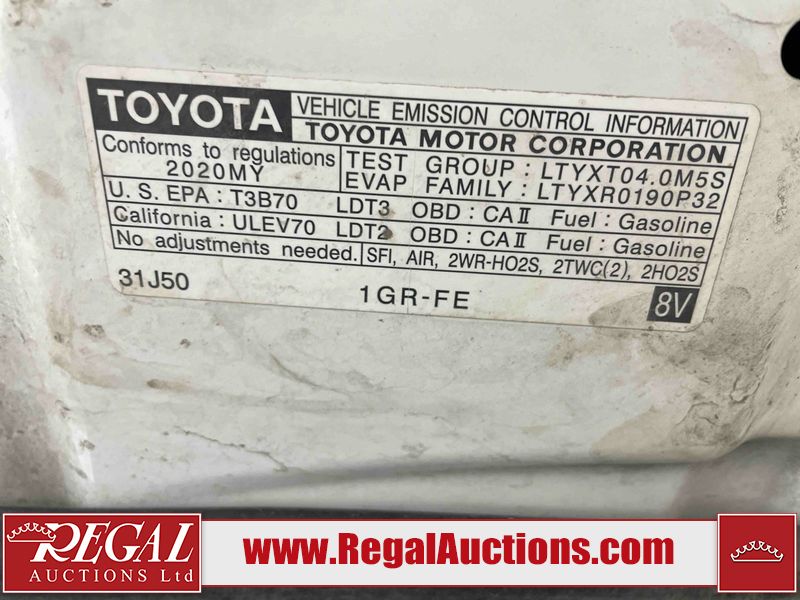 TOYOTA
VEHICLE EMISSION CONTROL INFORMATION
TOYOTA MOTOR CORPORATION
Conforms to regulations
2020MY
TEST GROUP : LTYXT04.0M5S
EVAP FAMILY : LTYXR0190P32
U. S. EPA : T3B70 LDT3 OBD : CAⅡ Fuel : Gasoline
California : ULEV70 LDT2 OBD : CAⅡ Fuel : Gasoline
No adjustments needed. SFI, AIR, 2WR-HO2S, 2TWC(2), 2HO2S
31J50
1GR-FE
8V
REGAL
AUCTIONS Ltd
www.RegalAuctions.com